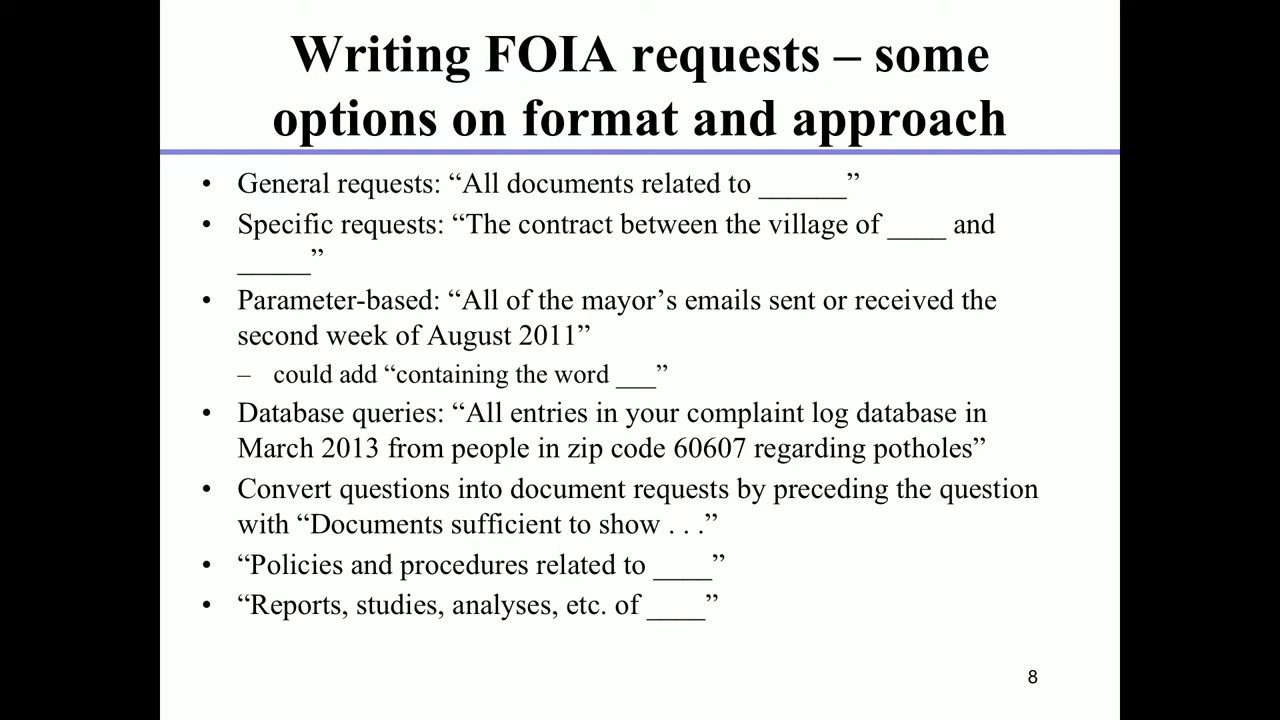 Writing FOIA requests – some
options on format and approach
• General requests: “All documents related to ______”
• Specific requests: “The contract between the village of ____ and
_____”
• Parameter-based: “All of the mayor’s emails sent or received the
second week of August 2011”
– could add “containing the word ___”
• Database queries: “All entries in your complaint log database in
March 2013 from people in zip code 60607 regarding potholes”
• Convert questions into document requests by preceding the question
with “Documents sufficient to show . . .”
• “Policies and procedures related to ____”
• “Reports, studies, analyses, etc. of ____”
8